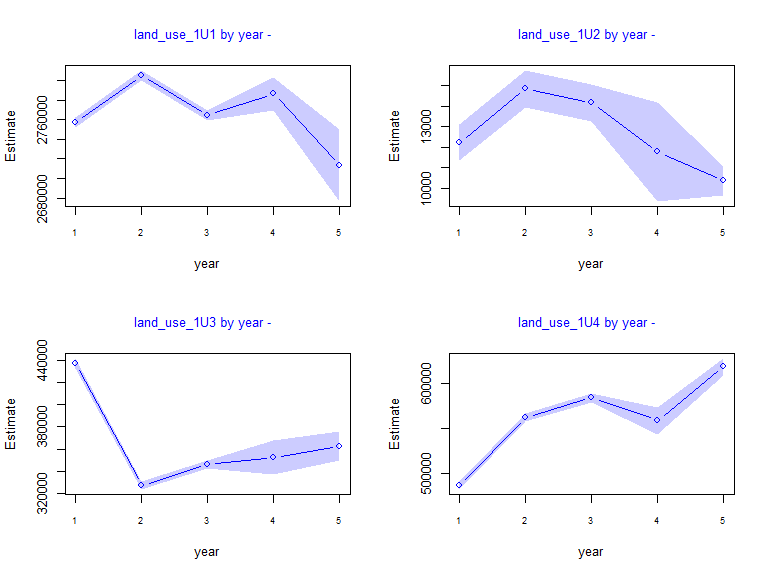 land_use_1U1 by year -
Estimate
2680000
2760000
1
2
3
4
5
year
land_use_1U2 by year -
Estimate
10000
13000
1
2
3
4
5
year
land_use_1U3 by year -
Estimate
320000
380000
440000
1
2
3
4
5
year
land_use_1U4 by year -
Estimate
500000
600000
1
2
3
4
5
year